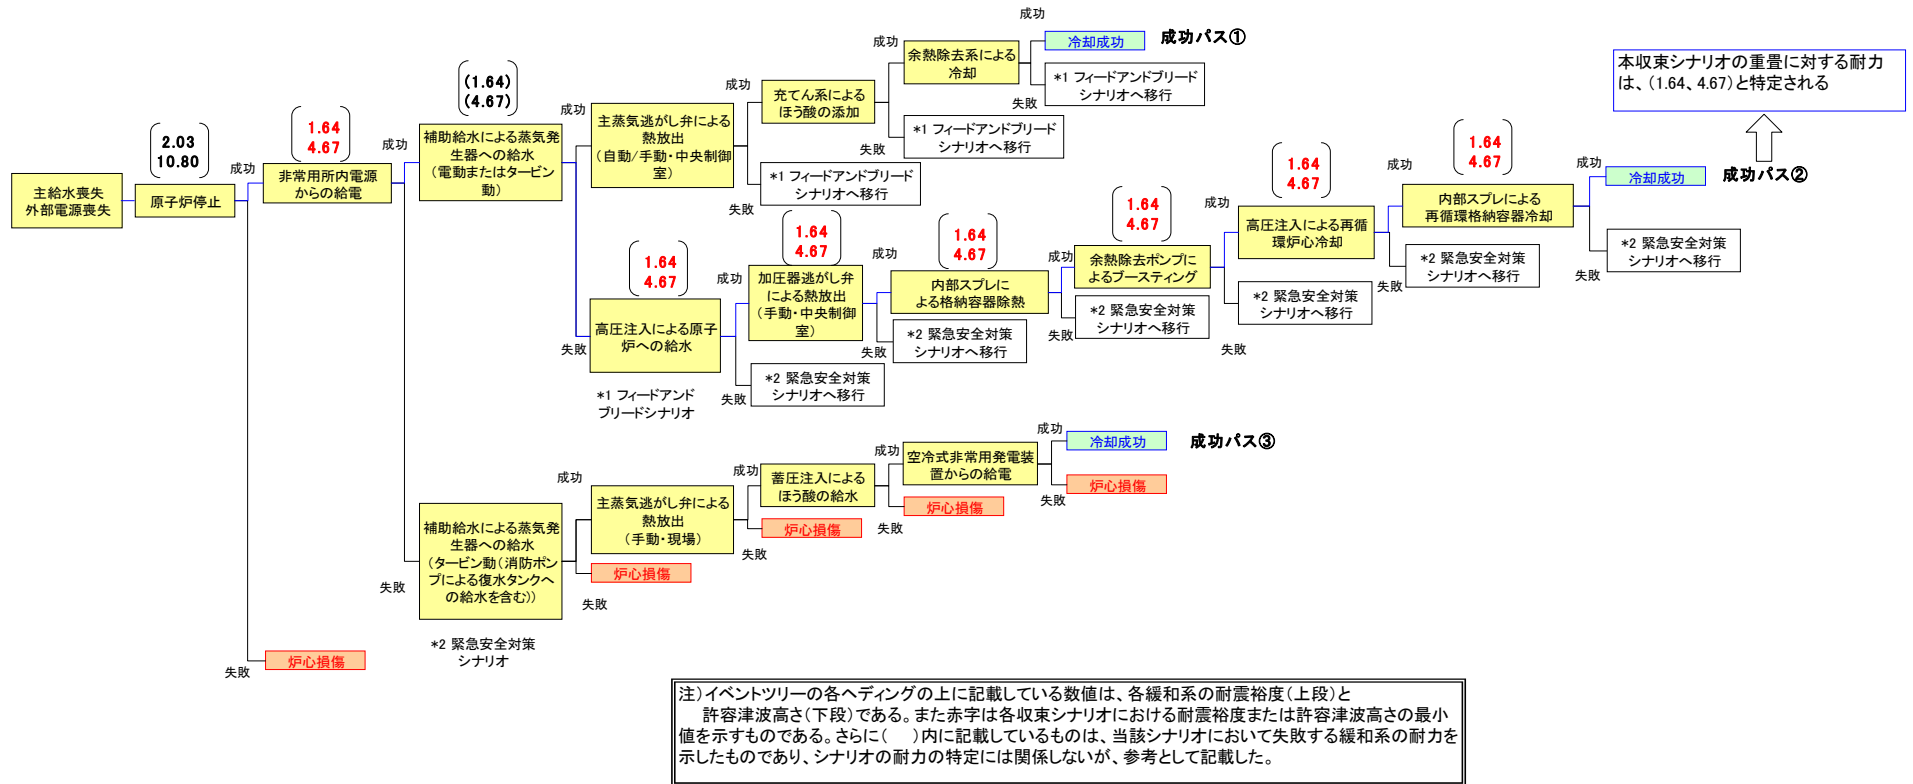 主給水喪失
外部電源喪失
2.03
10.80
原子炉停止
成功
失敗
炉心損傷
1.64
4.67
非常用所内電源
からの給電
成功
失敗
(1.64)
(4.67)
補助給水による蒸気発
生器への給水
(電動またはタービン
動)
成功
失敗
主蒸気逃がし弁による
熱放出
(自動/手動・中央制御
室)
成功
失敗
*1 フィードアンドブリード
シナリオへ移行
充てん系による
ほう酸の添加
成功
失敗
*1 フィードアンドブリード
シナリオへ移行
余熱除去系による
冷却
成功
失敗
*1 フィードアンドブリード
シナリオへ移行
冷却成功
成功パス①
1.64
4.67
高圧注入による原子
炉への給水
*1 フィードアンド
ブリードシナリオ
成功
失敗
*2 緊急安全対策
シナリオへ移行
1.64
4.67
加圧器逃がし弁
による熱放出
(手動・中央制御
室)
成功
失敗
*2 緊急安全対策
シナリオへ移行
1.64
4.67
内部スプレに
よる格納容器除熱
成功
失敗
*2 緊急安全対策
シナリオへ移行
1.64
4.67
余熱除去ポンプに
よるブースティング
成功
失敗
*2 緊急安全対策
シナリオへ移行
1.64
4.67
高圧注入による再循
環炉心冷却
成功
失敗
*2 緊急安全対策
シナリオへ移行
1.64
4.67
内部スプレによる
再循環格納容器冷却
成功
失敗
*2 緊急安全対策
シナリオへ移行
冷却成功
成功パス②
本収束シナリオの重畳に対する耐力
は、(1.64、4.67)と特定される
補助給水による蒸気発
生器への給水
(タービン動(消防ポン
プによる復水タンクへ
の給水を含む))
*2 緊急安全対策
シナリオ
成功
失敗
炉心損傷
主蒸気逃がし弁による
熱放出
(手動・現場)
成功
失敗
炉心損傷
蓄圧注入による
ほう酸の給水
成功
失敗
炉心損傷
空冷式非常用発電装
置からの給電
成功
失敗
炉心損傷
冷却成功
成功パス③
注)イベントツリーの各ヘディングの上に記載している数値は、各緩和系の耐震裕度(上段)と
許容津波高さ(下段)である。また赤字は各収束シナリオにおける耐震裕度または許容津波高さの最小
値を示すものである。さらに( )内に記載しているものは、当該シナリオにおいて失敗する緩和系の耐力を
示したものであり、シナリオの耐力の特定には関係しないが、参考として記載した。